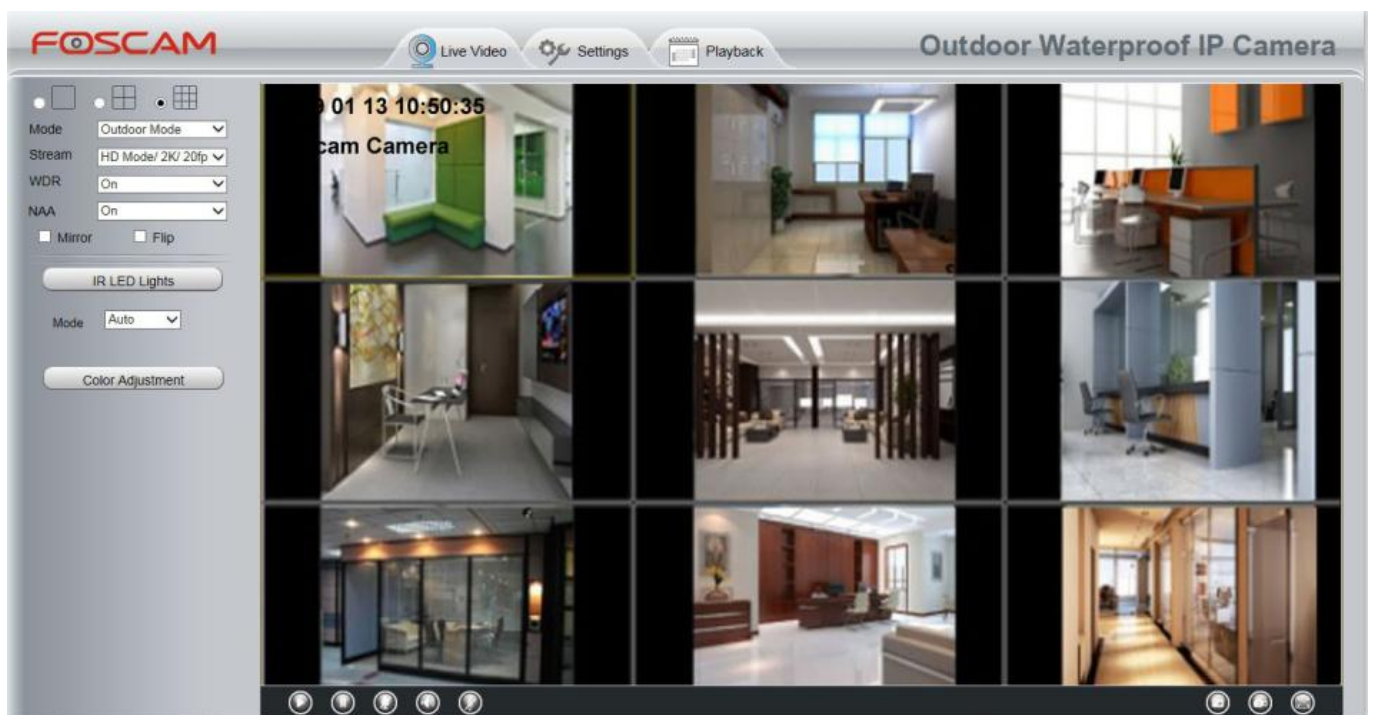 FOSCAM
Live Video
Settings
Playback
Outdoor Waterproof IP Camera
Mode
Outdoor Mode
Stream
HD Mode/ 2K/ 20fp
WDR
On
NAA
On
Mirror
Flip
IR LED Lights
Mode
Auto
Color Adjustment
01 13 10:50:35
Camera